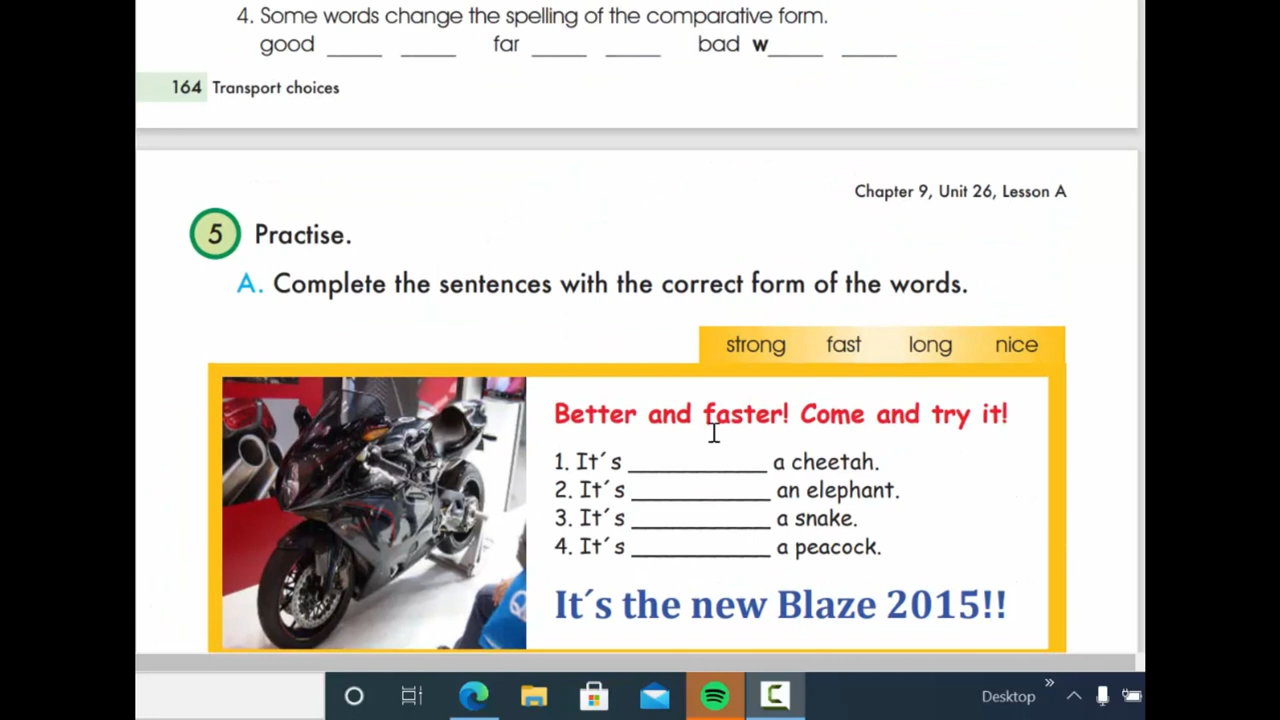 4. Some words change the spelling of the comparative form.
good _____ _____ far _____ _____ bad w_____ _____
164 Transport choices
Chapter 9, Unit 26, Lesson A
5 Practise.
A. Complete the sentences with the correct form of the words.
strong fast long nice
Better and faster! Come and try it!
1. It´s ____________ a cheetah.
2. It´s ____________ an elephant.
3. It´s ____________ a snake.
4. It´s ____________ a peacock.
It´s the new Blaze 2015!!
Desktop